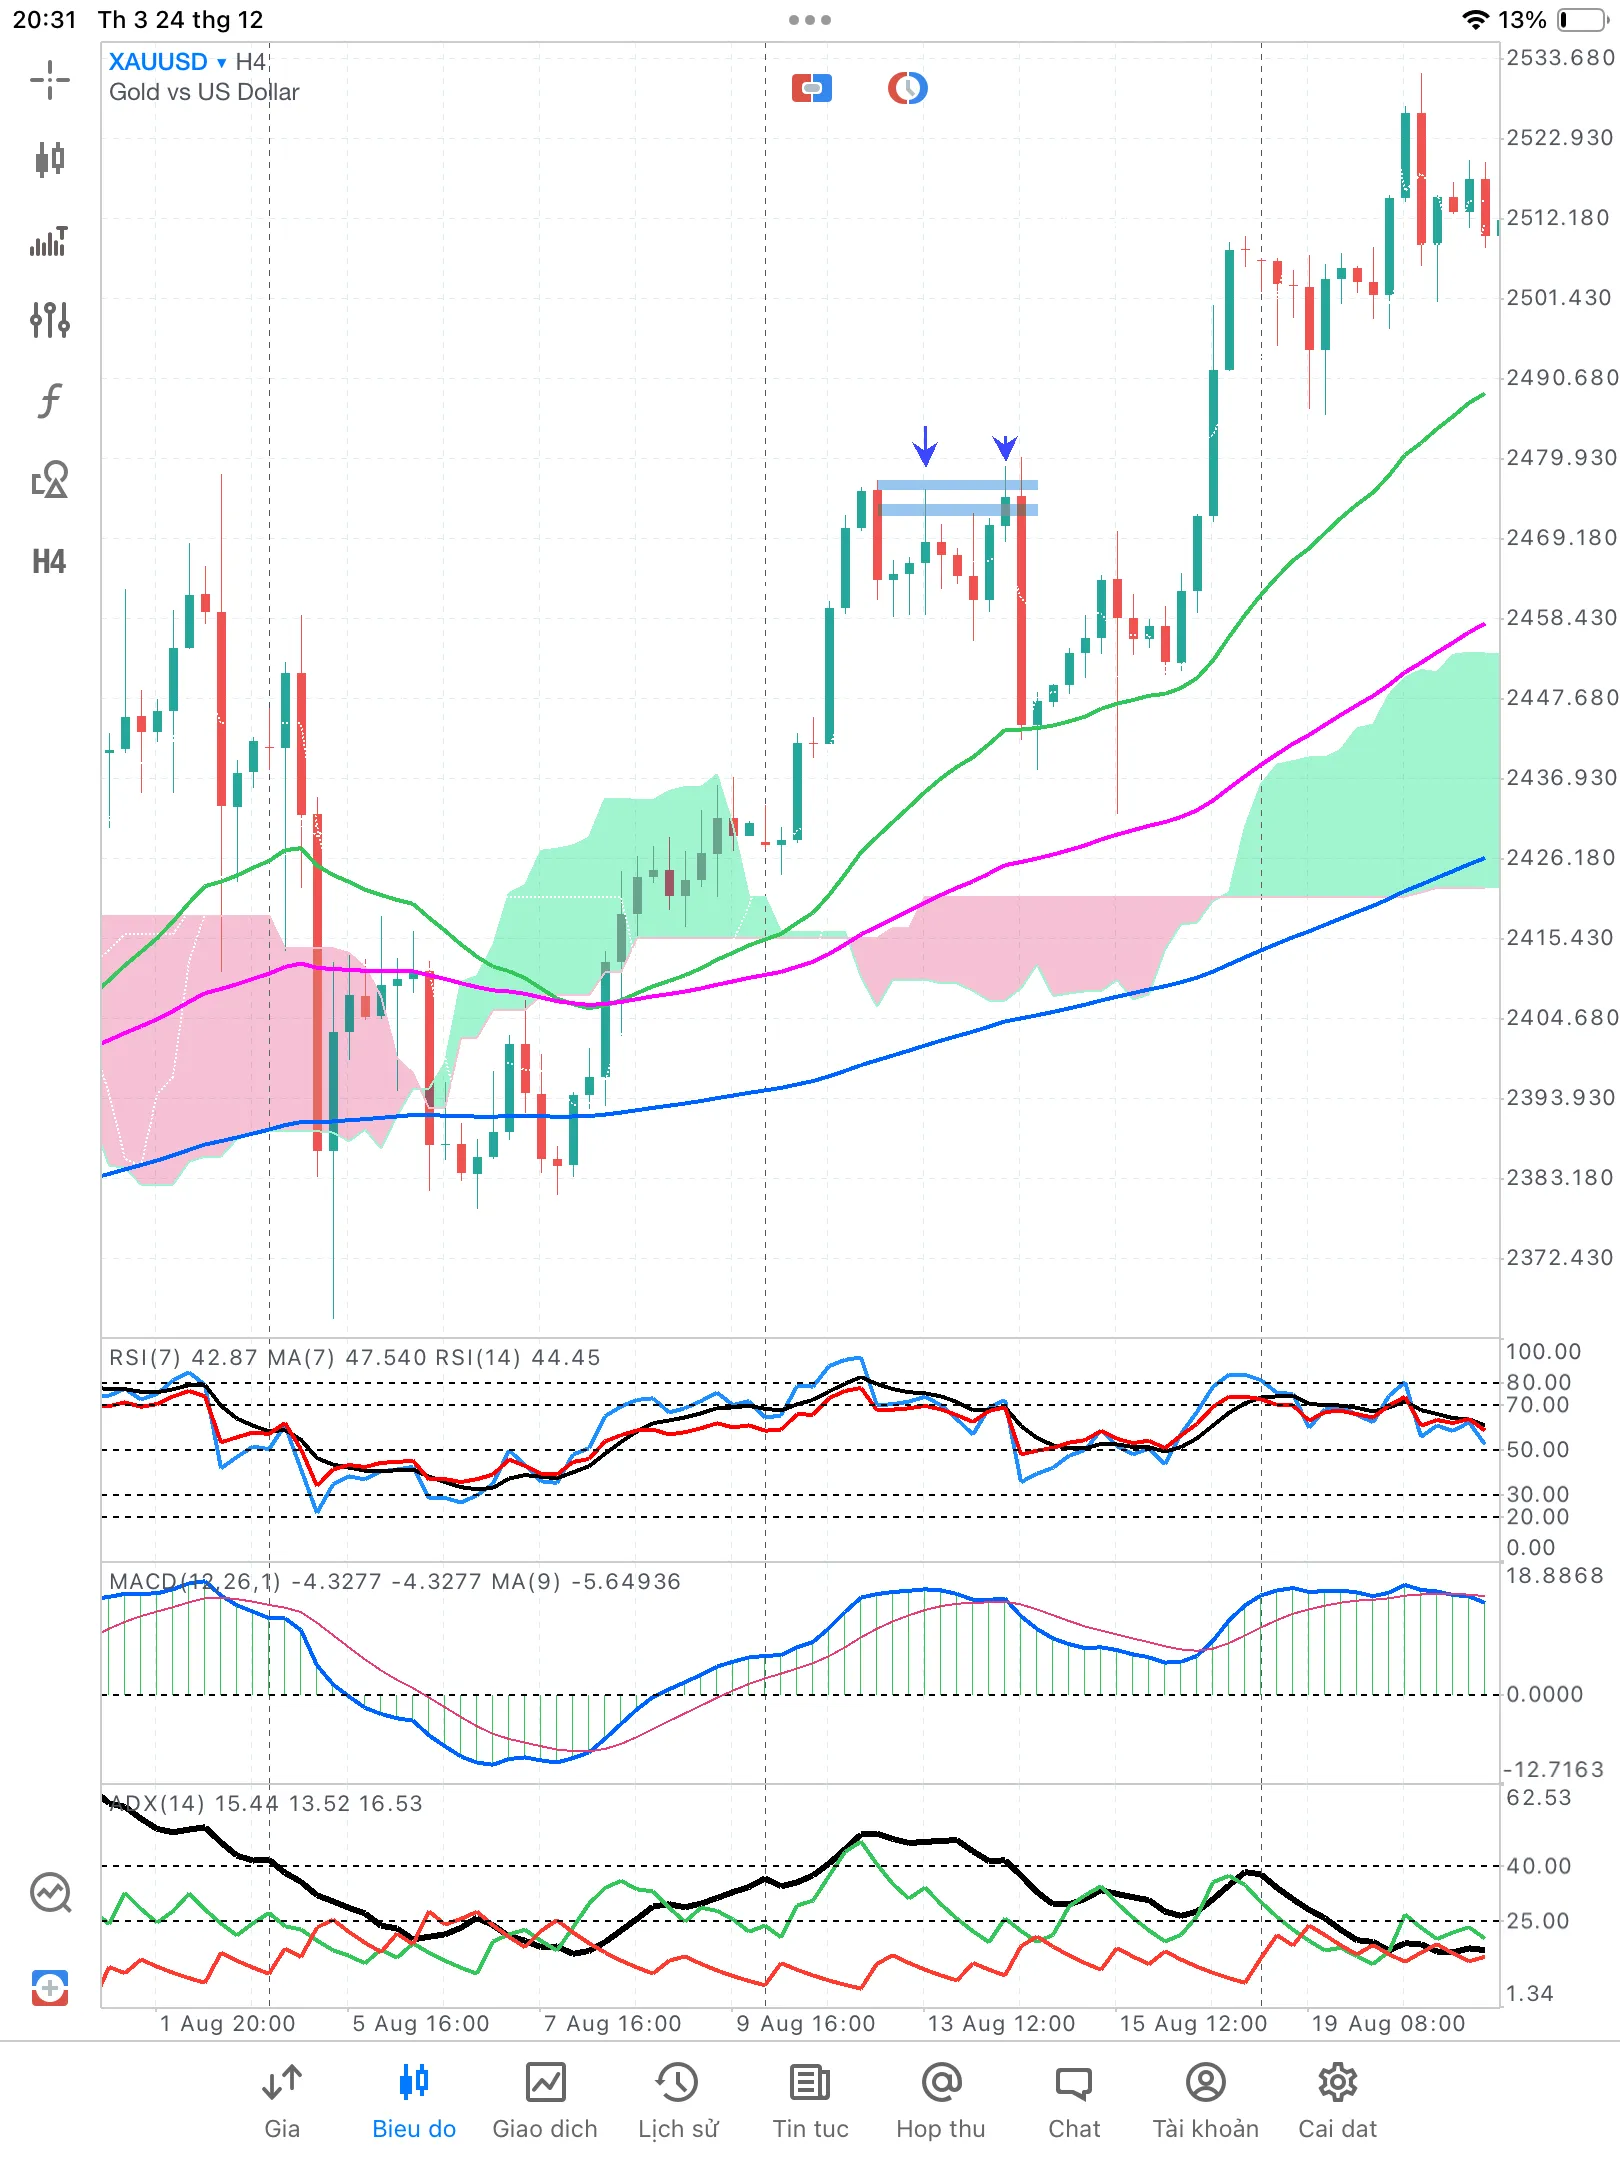 20:31 Th 3 24 thg 12
13%
XAUUSD ▾ H4
Gold vs US Dollar
2533.680
2522.930
2512.180
2501.430
2490.680
2479.930
2469.180
2458.430
2447.680
2436.930
2426.180
2415.430
2404.680
2393.930
2383.180
2372.430
T
f
H4
RSI(7) 42.87 MA(7) 47.540 RSI(14) 44.45
100.00
80.00
70.00
50.00
30.00
20.00
0.00
MACD(12,26,1) -4.3277 -4.3277 MA(9) -5.64936
18.8868
0.0000
-12.7163
ADX(14) 15.44 13.52 16.53
62.53
40.00
25.00
1.34
1 Aug 20:00
5 Aug 16:00
7 Aug 16:00
9 Aug 16:00
13 Aug 12:00
15 Aug 12:00
19 Aug 08:00
Gia
Bieu do
Giao dich
Lịch sử
Tin tuc
Hop thu
Chat
Tài khoản
Cai dat